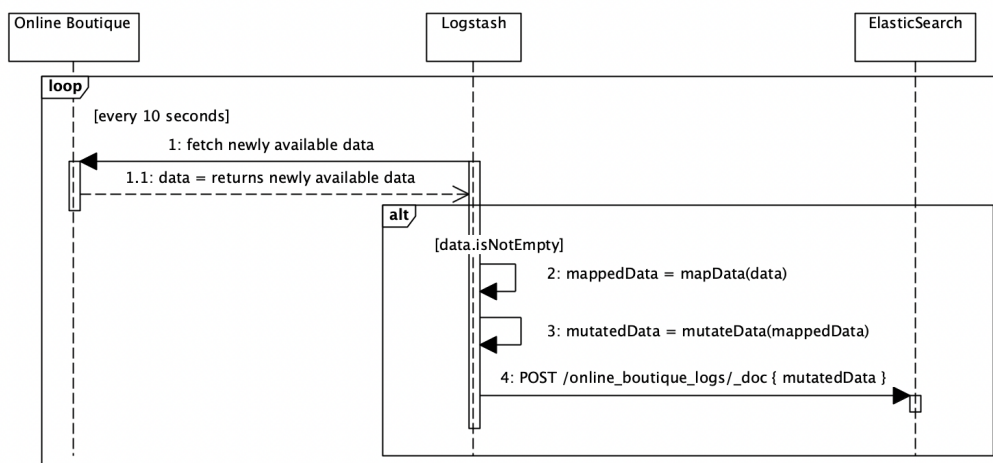 Online Boutique
Logstash
ElasticSearch
loop
[every 10 seconds]
1: fetch newly available data
1.1: data = returns newly available data
alt
[data.isNotEmpty]
2: mappedData = mapData(data)
3: mutatedData = mutateData(mappedData)
4: POST /online_boutique_logs/_doc { mutatedData }